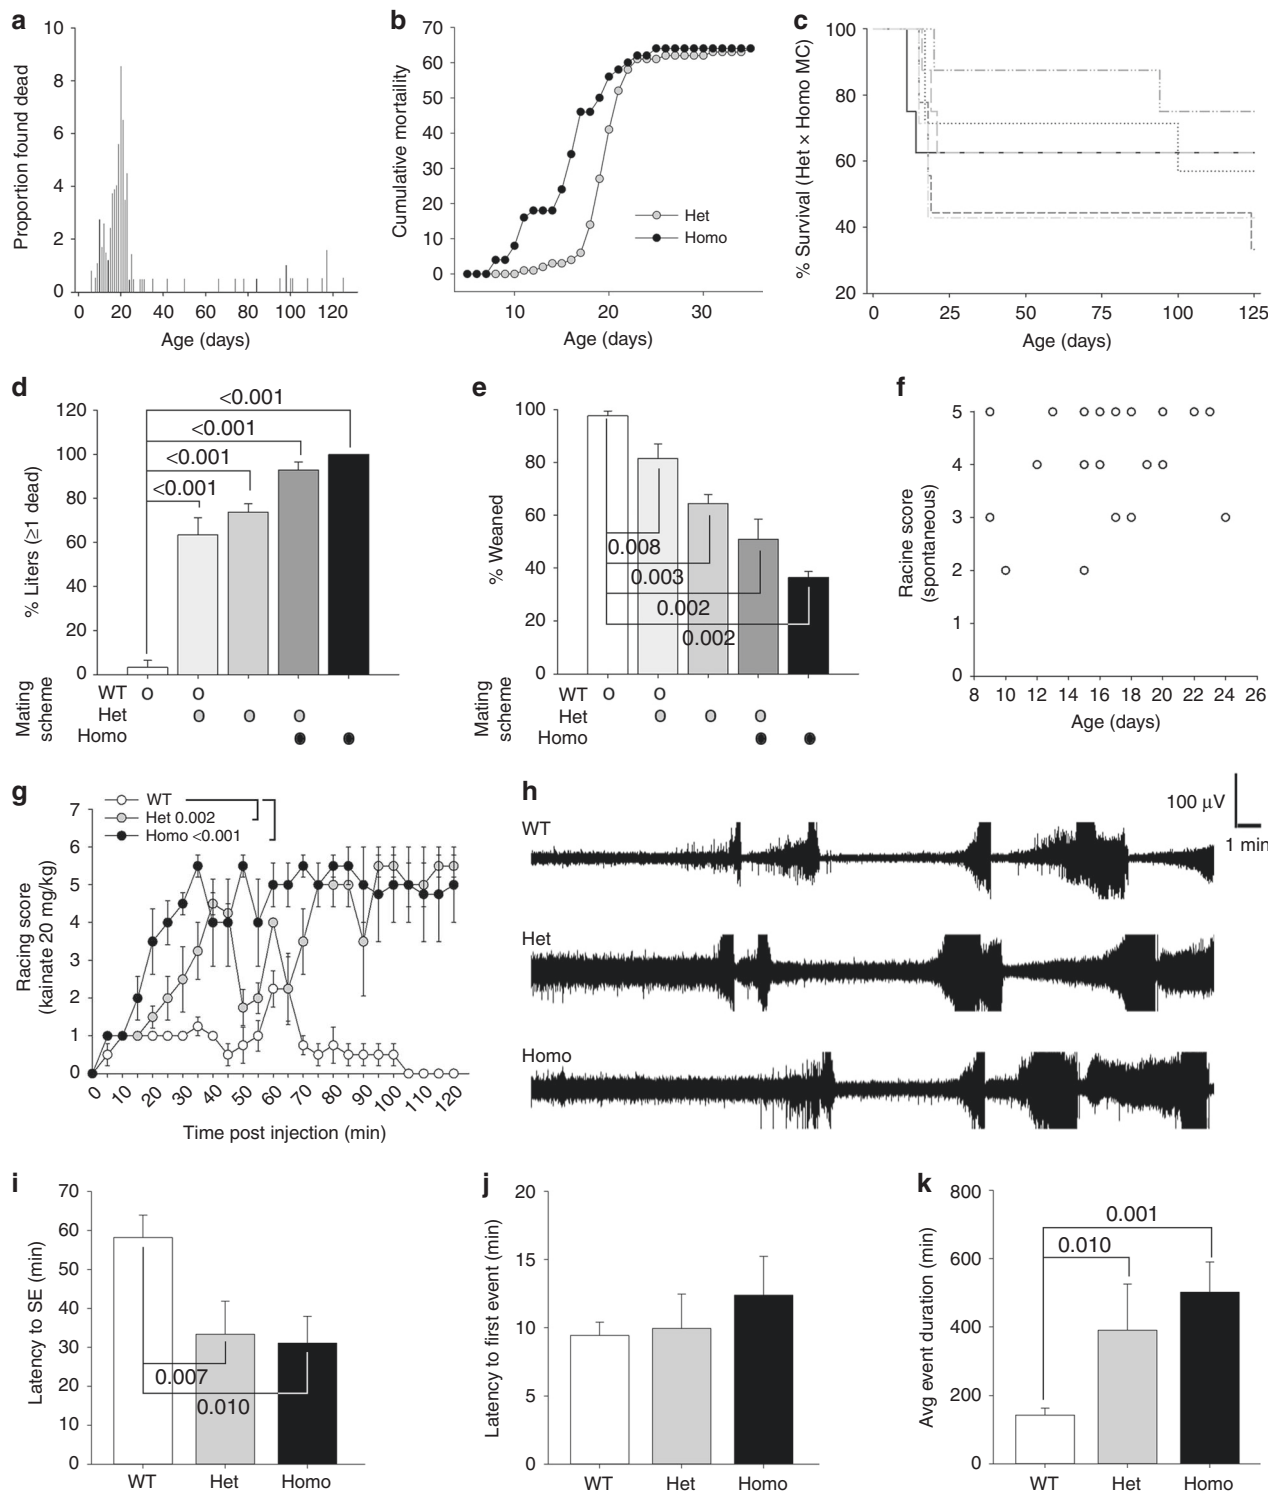 a
Proportion found dead
10
8
6
4
2
0
0 20 40 60 80 100 120
Age (days)
b
Cumulative mortaility
70
60
50
40
30
20
10
0
Het
Homo
10 20 30
Age (days)
c
% Survival (Het × Homo MC)
100
80
60
40
20
0 25 50 75 100 125
Age (days)
d
% Liters (≥1 dead)
120
100
80
60
40
20
0
<0.001
<0.001
<0.001
<0.001
Mating scheme
WT
Het
Homo
e
% Weaned
100
80
60
40
20
0
0.008
0.003
0.002
0.002
Mating scheme
WT
Het
Homo
f
Racine score
(spontaneous)
5
4
3
2
1
0
8 10 12 14 16 18 20 22 24 26
Age (days)
g
Racing score
(kainate 20 mg/kg)
7
6
5
4
3
2
1
0
WT
Het 0.002
Homo <0.001
0 10 20 30 40 50 60 70 80 90 100 110 120
Time post injection (min)
h
100 µV
1 min
WT
Het
Homo
i
Latency to SE (min)
70
60
50
40
30
20
10
0
0.007
0.010
WT Het Homo
j
Latency to first event (min)
20
15
10
5
0
WT Het Homo
k
Avg event duration (min)
800
600
400
200
0
0.001
0.010
WT Het Homo